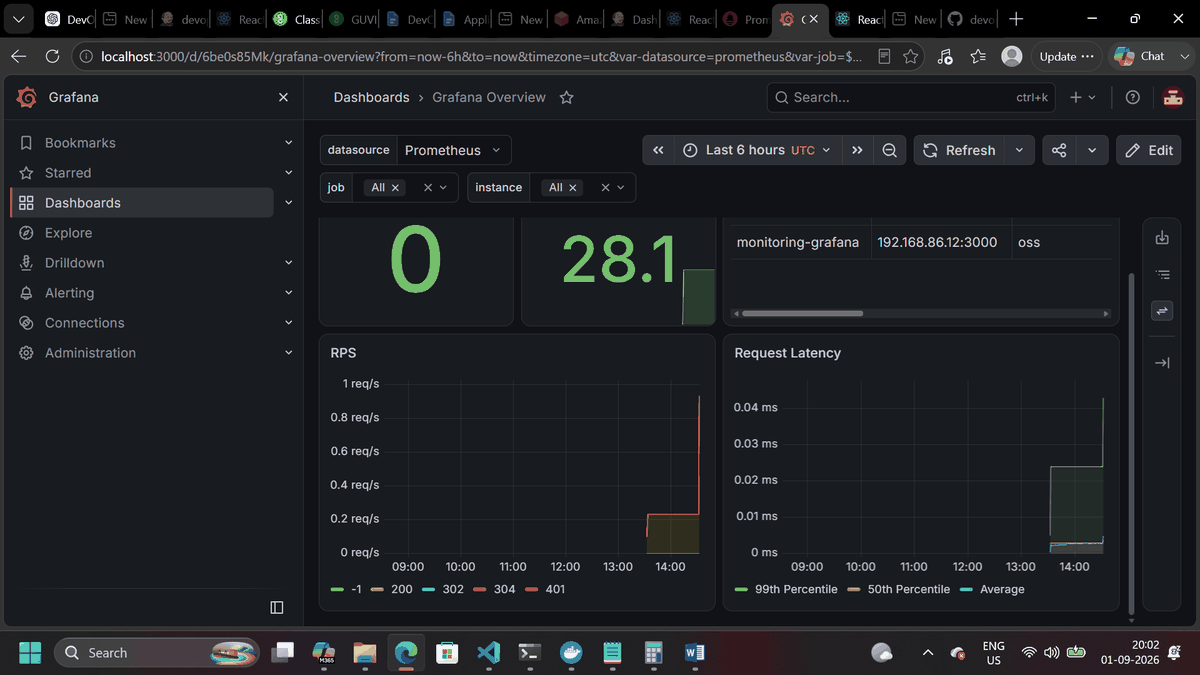 DevO
New
devo
Reac
Class
GUVI
DevO
Appli
New
Ama
Dash
Reac
Pron
React
New
devo
localhost:3000/d/6be0s85Mk/grafana-overview?from=now-6h&to=now&timezone=utc&var-datasource=prometheus&var-job=$...
Update
Chat
Grafana
Dashboards › Grafana Overview
Search...
ctrl+k
Bookmarks
Starred
Dashboards
Explore
Drilldown
Alerting
Connections
Administration
datasource Prometheus
Last 6 hours UTC
Refresh
Edit
job All
instance All
0
28.1
monitoring-grafana 192.168.86.12:3000 oss
RPS
1 req/s
0.8 req/s
0.6 req/s
0.4 req/s
0.2 req/s
0 req/s
09:00 10:00 11:00 12:00 13:00 14:00
-1 200 302 304 401
Request Latency
0.04 ms
0.03 ms
0.02 ms
0.01 ms
0 ms
09:00 10:00 11:00 12:00 13:00 14:00
99th Percentile 50th Percentile Average
Search
M365
ENG
US
20:02
01-09-2026